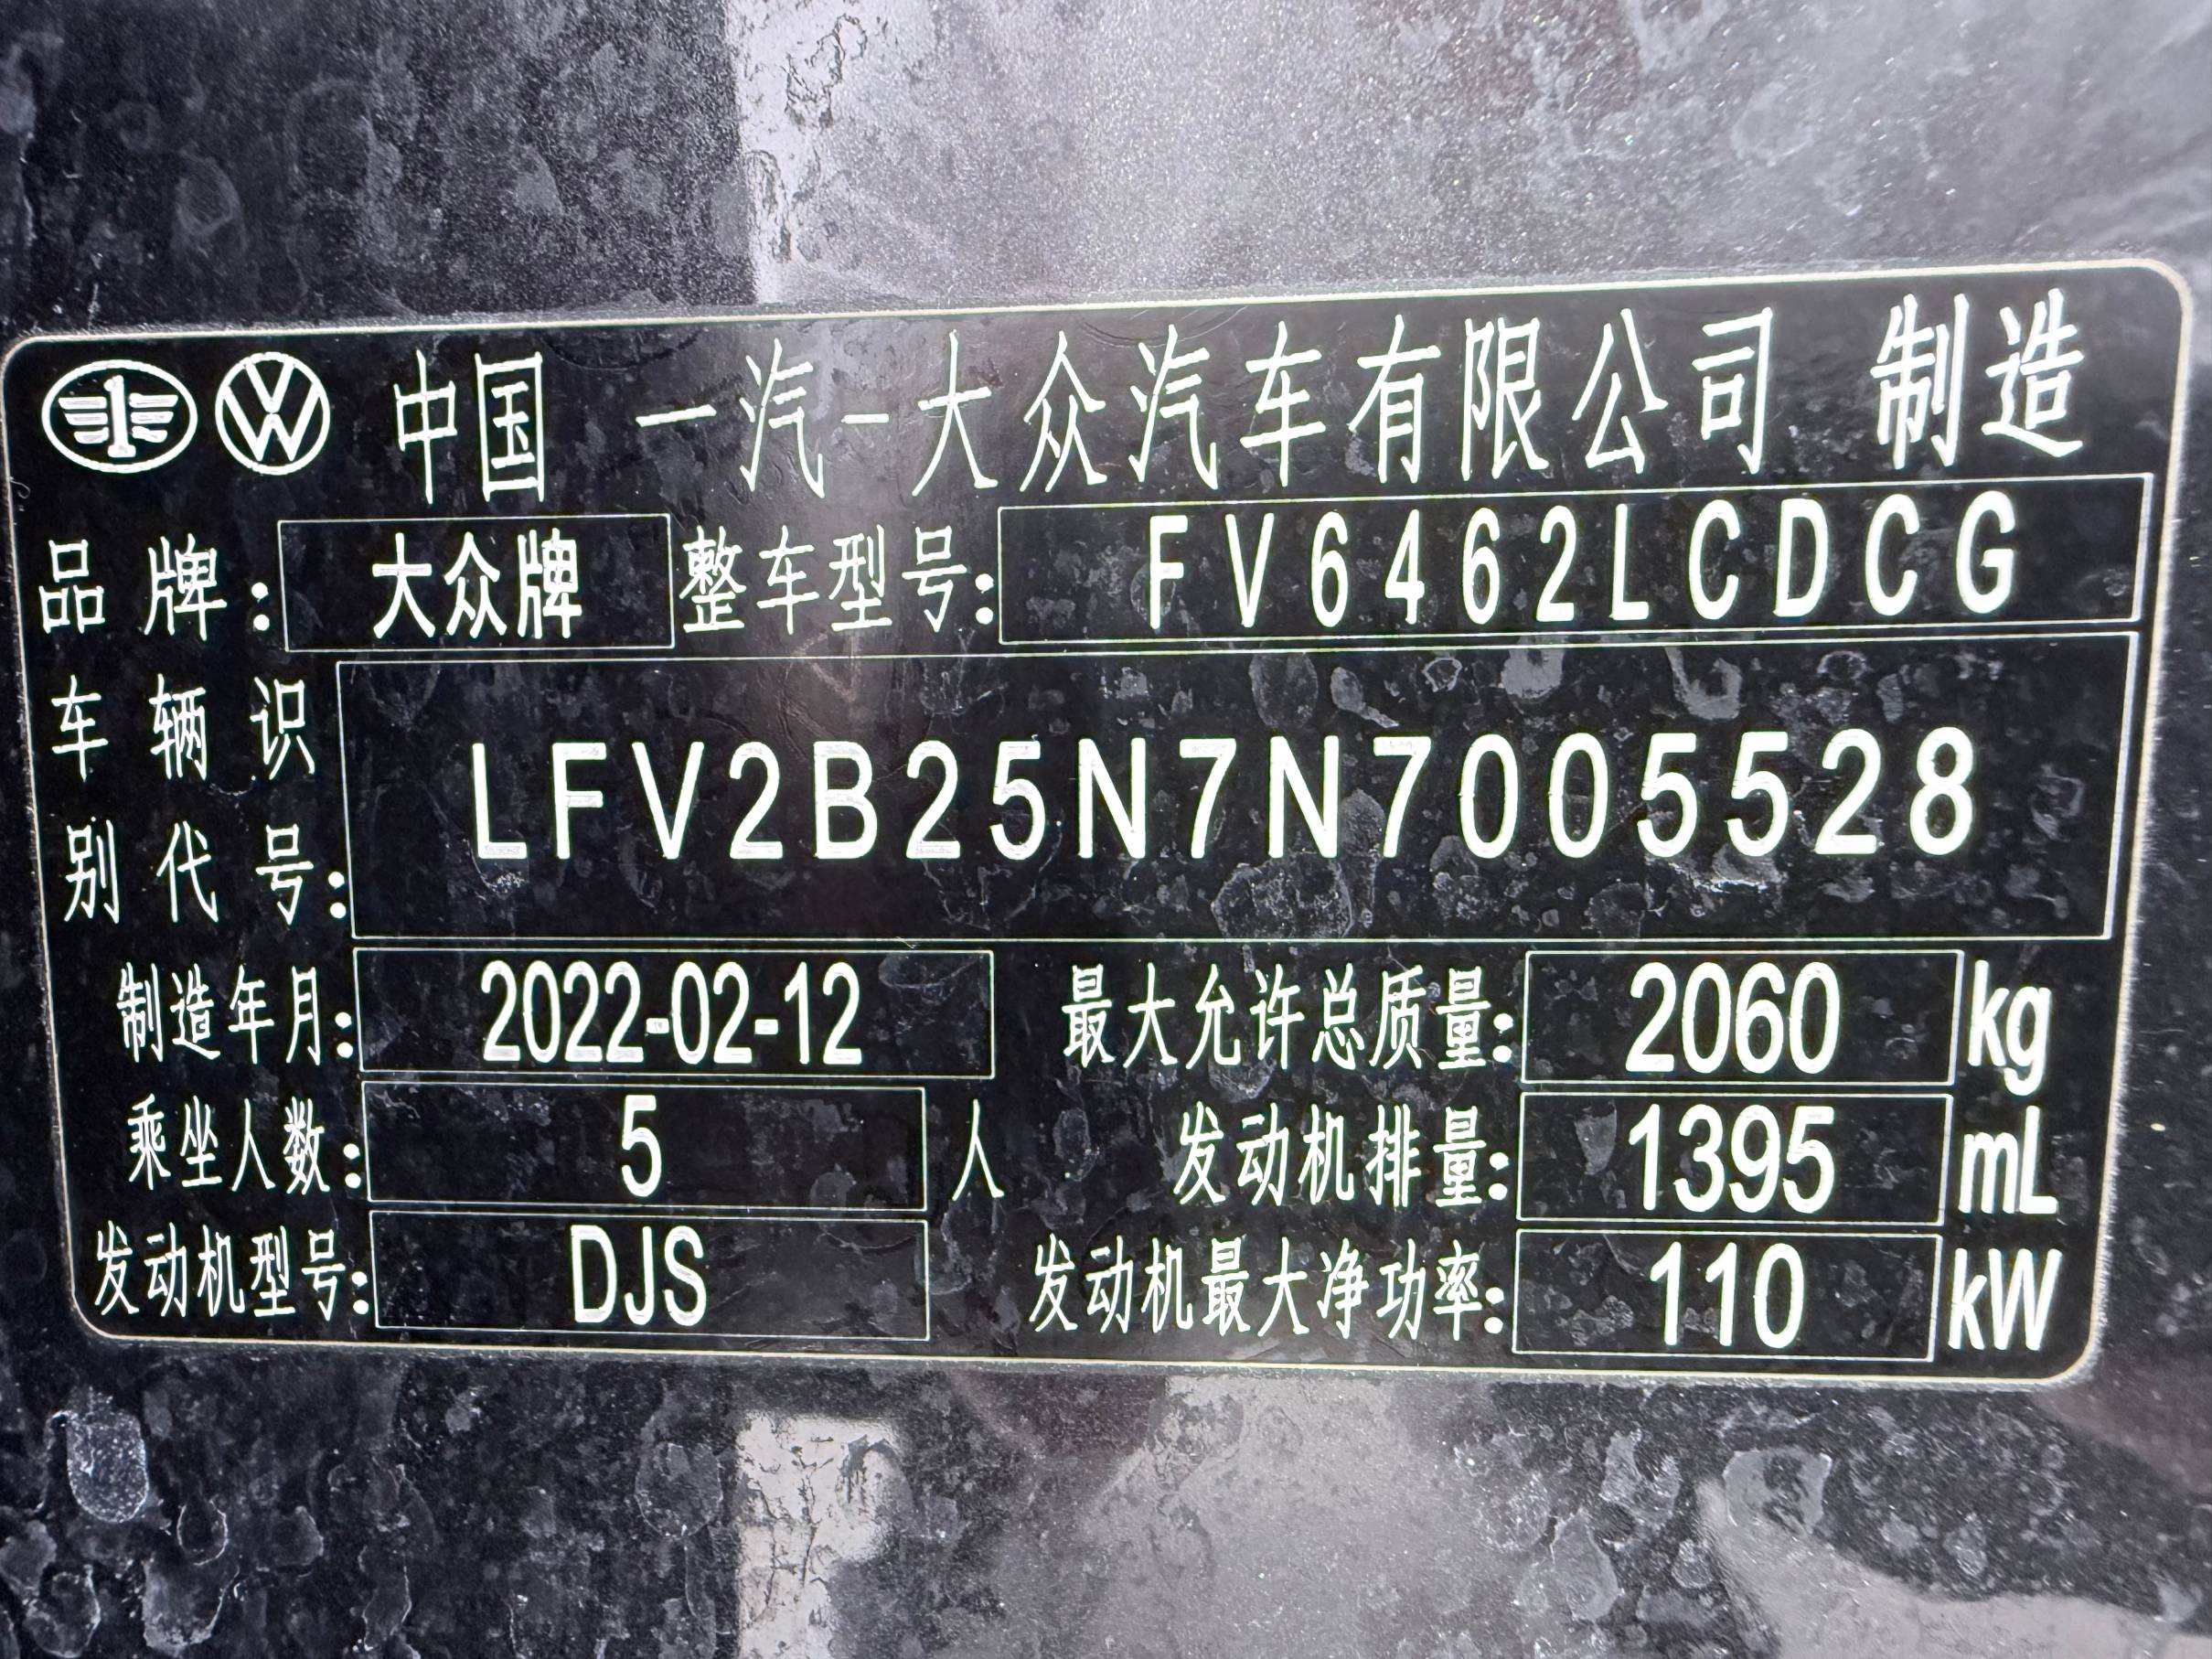 中国 一汽-大众汽车有限公司 制造
品牌: 大众牌 整车型号: FV6462LCDCG
车辆识
别代号: LFV2B25N7N7005528
制造年月: 2022-02-12 最大允许总质量: 2060 kg
乘坐人数: 5 人 发动机排量: 1395 mL
发动机型号: DJS 发动机最大净功率: 110 kW